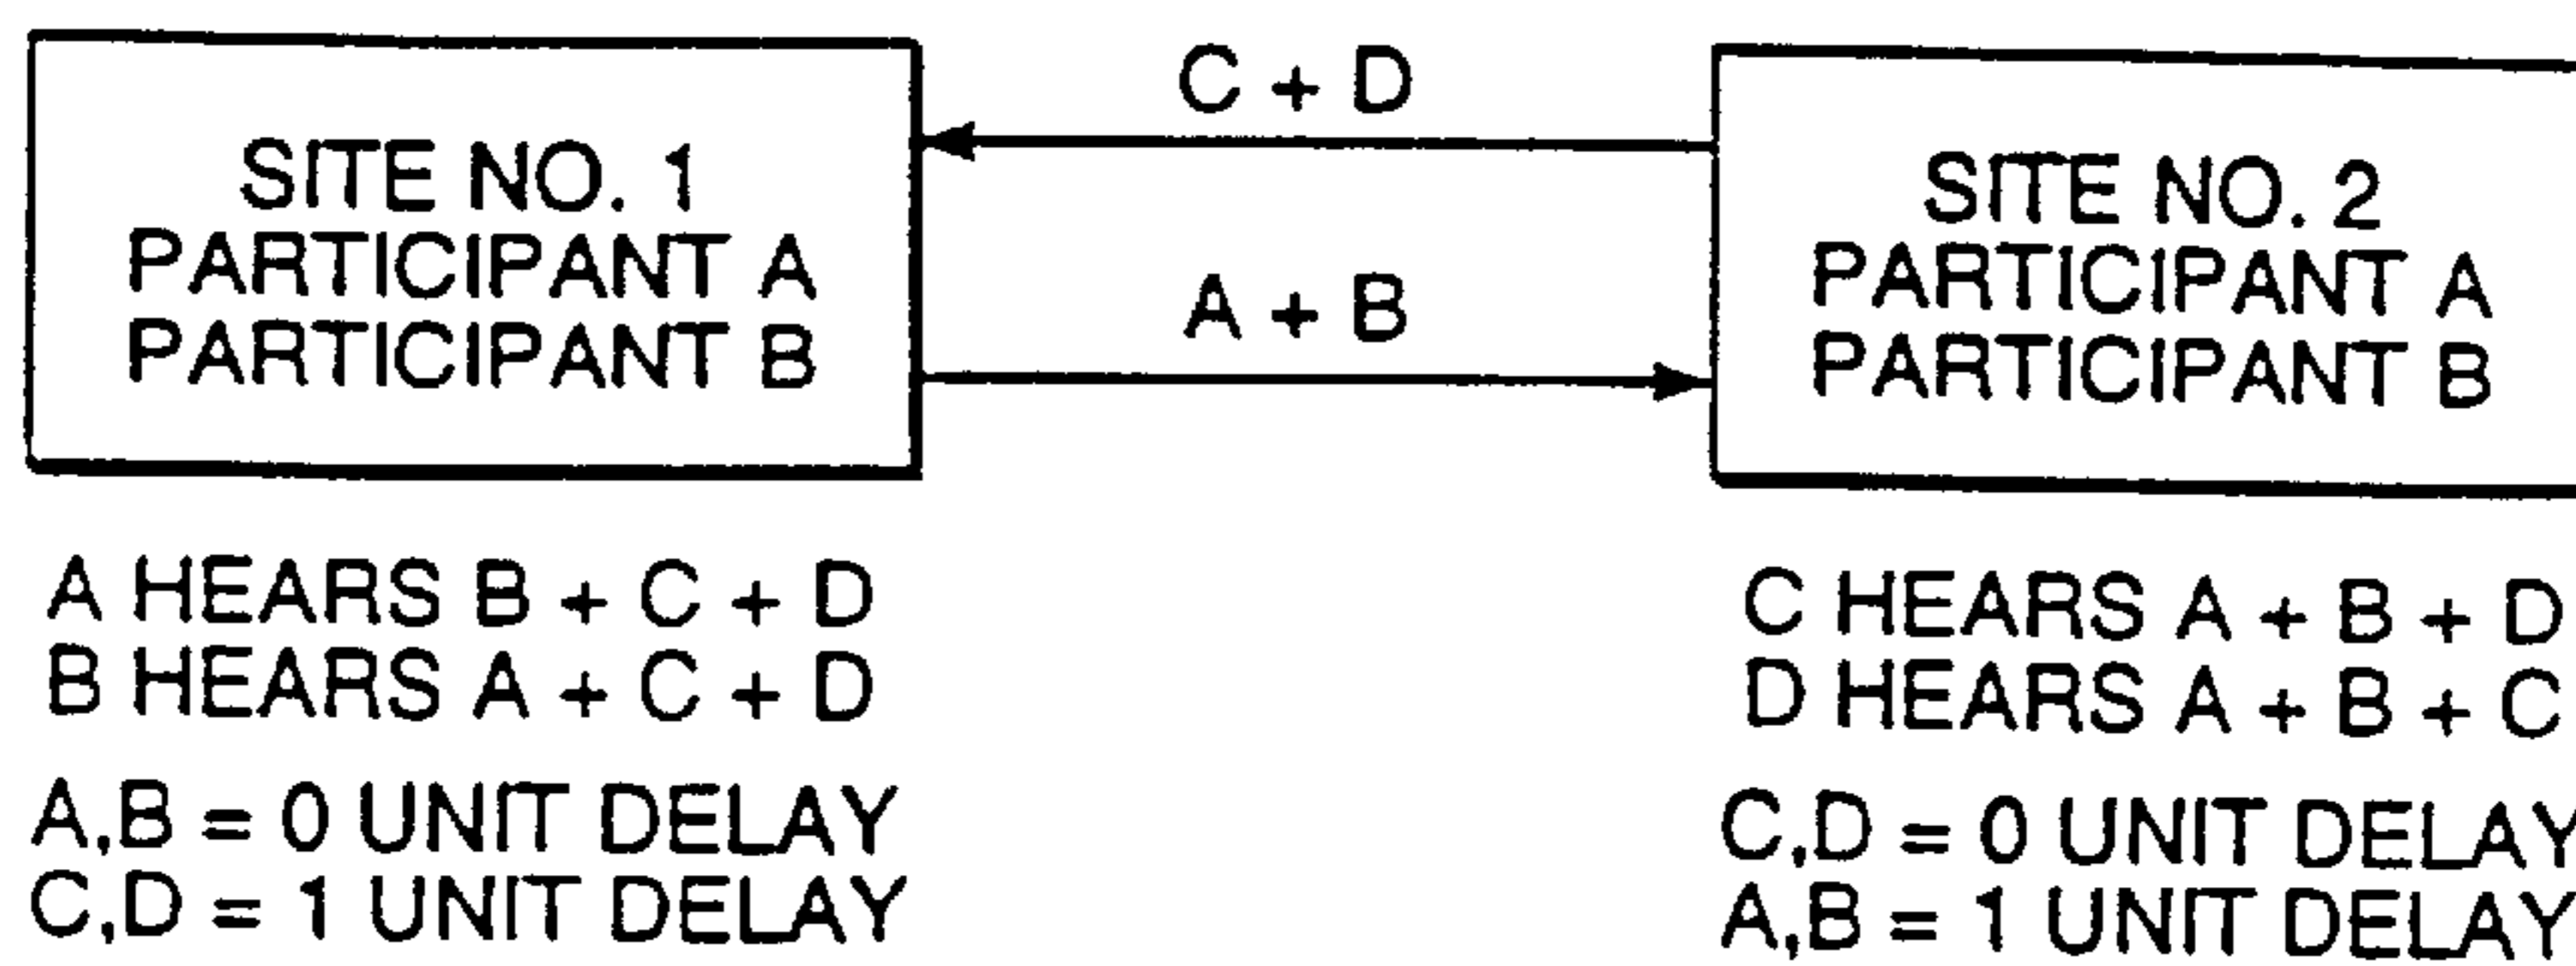 SITE NO. 1
PARTICIPANT A
PARTICIPANT B
C + D
A + B
SITE NO. 2
PARTICIPANT A
PARTICIPANT B
A HEARS B + C + D
B HEARS A + C + D
A,B = 0 UNIT DELAY
C,D = 1 UNIT DELAY
C HEARS A + B + D
D HEARS A + B + C
C,D = 0 UNIT DELAY
A,B = 1 UNIT DELAY